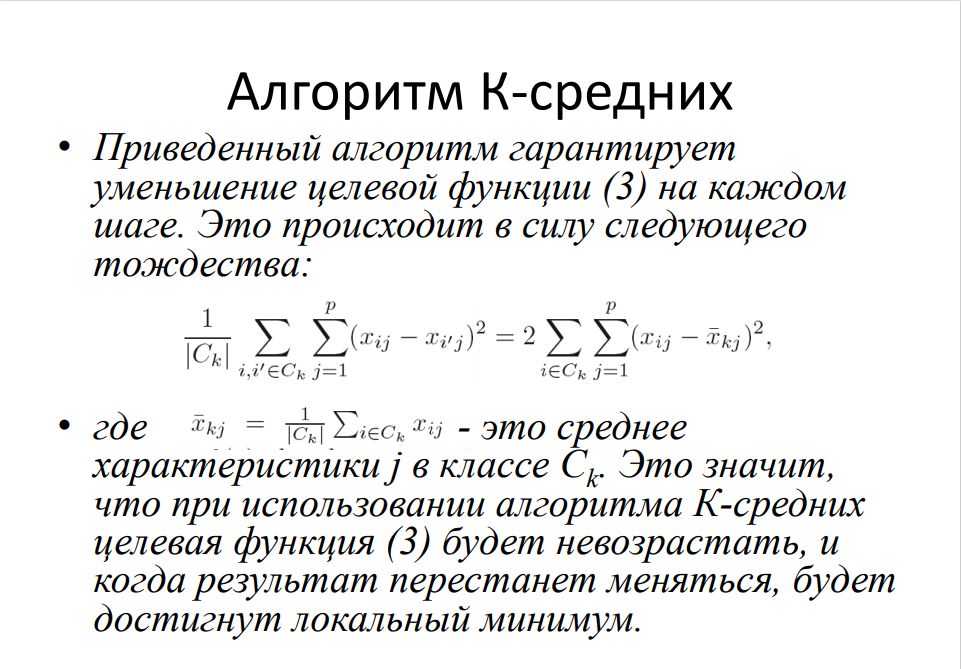 Алгоритм К-средних
• Приведенный алгоритм гарантирует
уменьшение целевой функции (3) на каждом
шаге. Это происходит в силу следующего
тождества:
\frac{1}{|C_k|} \sum_{i,i'∈C_k} \sum_{j=1}^{p} (x_{ij} − x_{i'j})^2 = 2 \sum_{i∈C_k} \sum_{j=1}^{p} (x_{ij} − \bar{x}_{kj})^2,
• где \bar{x}_{kj} = \frac{1}{|C_k|} \sum_{i∈C_k} x_{ij} - это среднее
характеристики j в классе C_k. Это значит,
что при использовании алгоритма К-средних
целевая функция (3) будет невозрастать, и
когда результат перестанет меняться, будет
достигнут локальный минимум.